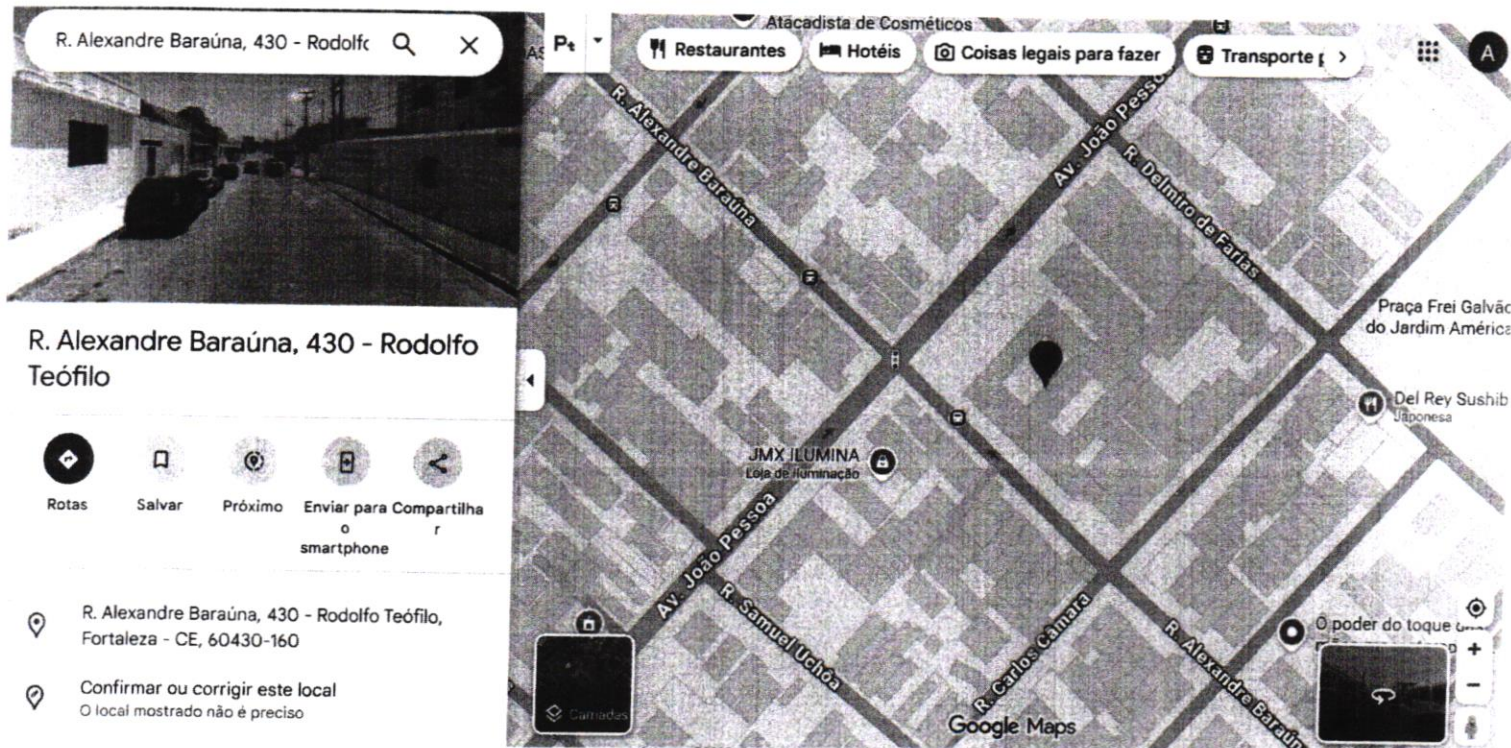 R. Alexandre Baraúna, 430 - Rodolfo
Pt
Restaurantes
Hotéis
Coisas legais para fazer
Transporte p
A
R. Alexandre Baraúna, 430 - Rodolfo
Teófilo
Rotas
Salvar
Próximo
Enviar para
o
smartphone
Compartilha
r
R. Alexandre Baraúna, 430 - Rodolfo Teófilo,
Fortaleza - CE, 60430-160
Confirmar ou corrigir este local
O local mostrado não é preciso
Atacadista de Cosméticos
AS
R. Alexandre Baraúna
Av. João Pessoa
R. Delmiro de Farias
Praça Frei Galvão
do Jardim América
Del Rey Sushib
Japonesa
JMX ILUMINA
Loja de iluminação
Av. João Pessoa
R. Samuel Uchôa
R. Carlos Câmara
R. Alexandre Baraúna
O poder do toque
Camadas
Google Maps